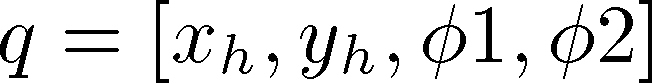 q = [x_h, y_h, ϕ1, ϕ2]